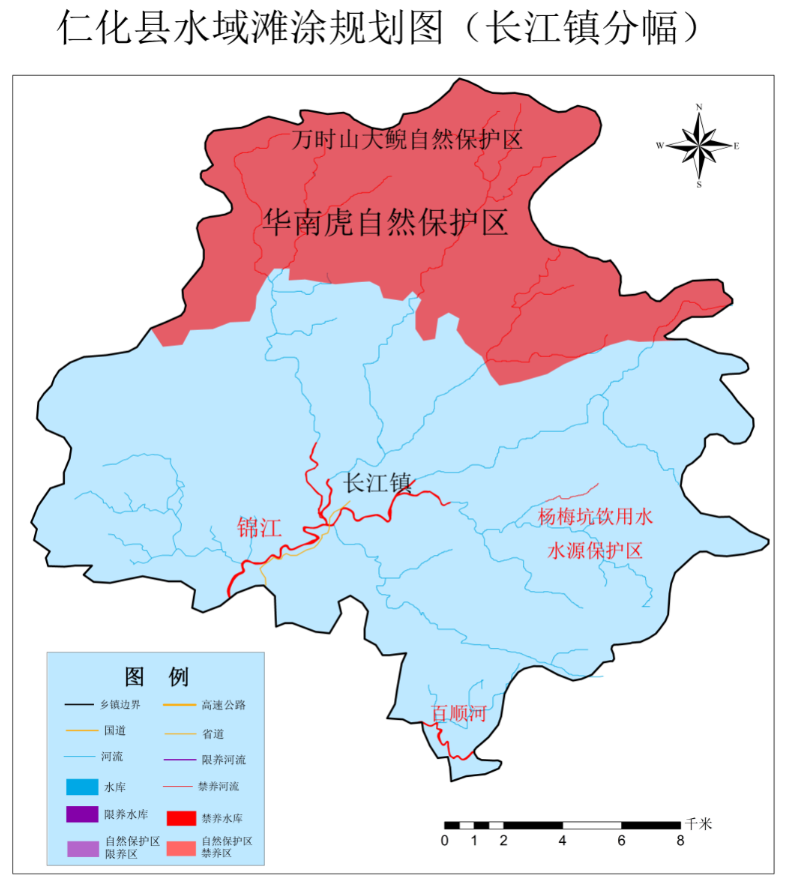 仁化县水域滩涂规划图（长江镇分幅）
N
W E
S
万时山大鲵自然保护区
华南虎自然保护区
长江镇
锦江
杨梅坑饮用水
水源保护区
百顺河
图 例
乡镇边界 高速公路
国道 省道
河流 限养河流
水库 禁养河流
限养水库 禁养水库
自然保护区 自然保护区
限养区 禁养区
千米
0 1 2 4 6 8